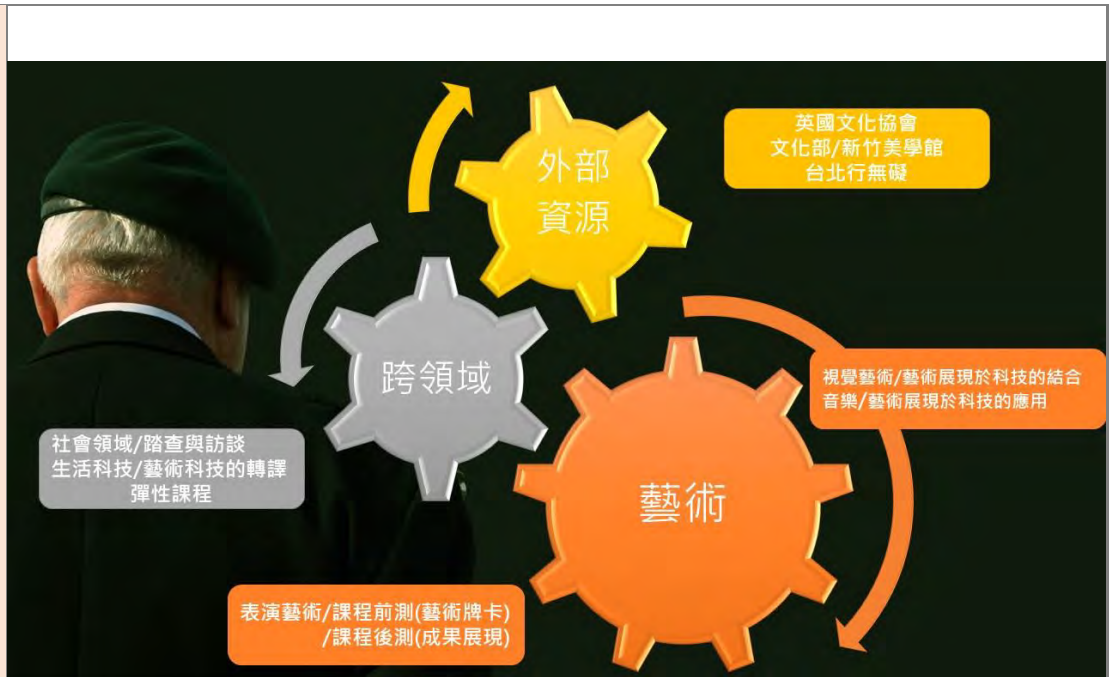 外部
資源
英國文化協會
文化部/新竹美學館
台北行無礙
跨領域
視覺藝術/藝術展現於科技的結合
音樂/藝術展現於科技的應用
社會領域/踏查與訪談
生活科技/藝術科技的轉譯
彈性課程
藝術
表演藝術/課程前測(藝術牌卡)
/課程後測(成果展現)